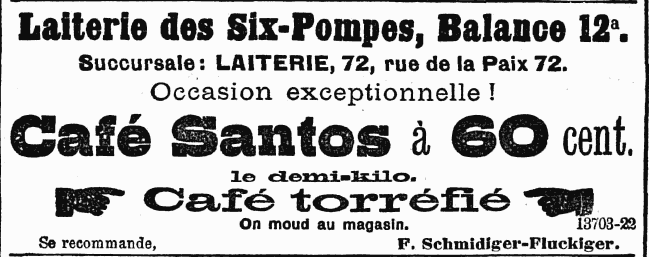 Laiterie des Six-Pompes, Balance 12ª.
Succursale: LAITERIE, 72, rue de la Paix 72.
Occasion exceptionnelle !
Café Santos à 60 cent.
le demi-kilo.
Café torréfié
On moud au magasin. 13703-22
Se recommande, F. Schmidiger-Fluckiger.